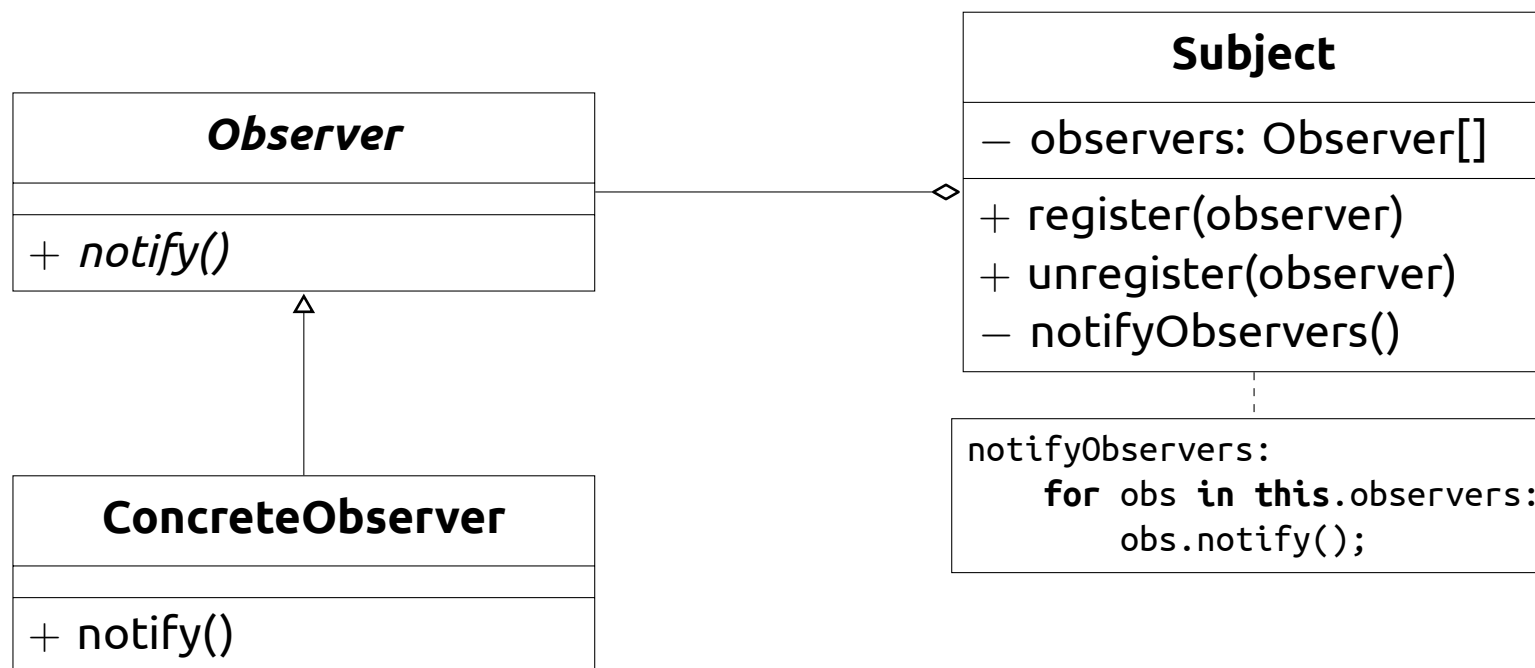 Observer
+ notify()
ConcreteObserver
+ notify()
Subject
− observers: Observer[]
+ register(observer)
+ unregister(observer)
− notifyObservers()
notifyObservers:
for obs in this.observers:
obs.notify();